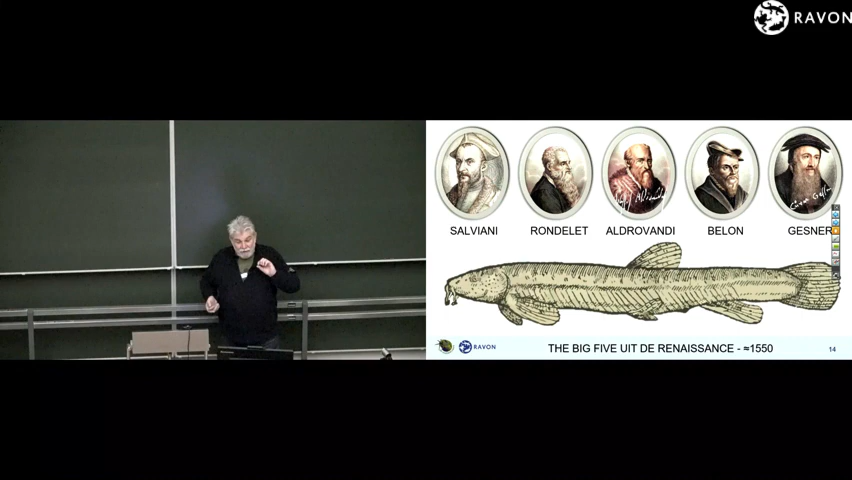 RAVON
SALVIANI
RONDELET
ALDROVANDI
BELON
GESNER
RAVON
THE BIG FIVE UIT DE RENAISSANCE - ≈1550
14